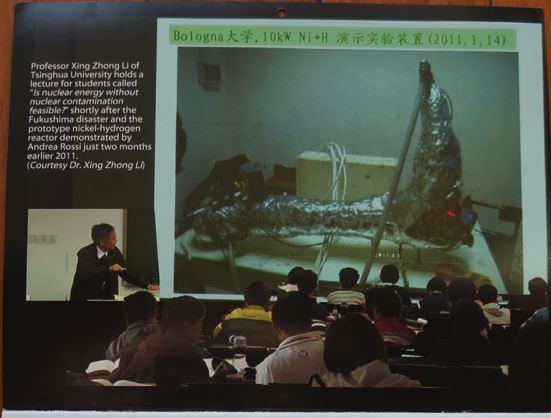 Bologna大学,10kW Ni+H 演示实验装置(2011,1,14)
Professor Xing Zhong Li of
Tsinghua University holds a
lecture for students called
"Is nuclear energy without
nuclear contamination
feasible?" shortly after the
Fukushima disaster and the
prototype nickel-hydrogen
reactor demonstrated by
Andrea Rossi just two months
earlier 2011.
(Courtesy Dr. Xing Zhong Li)